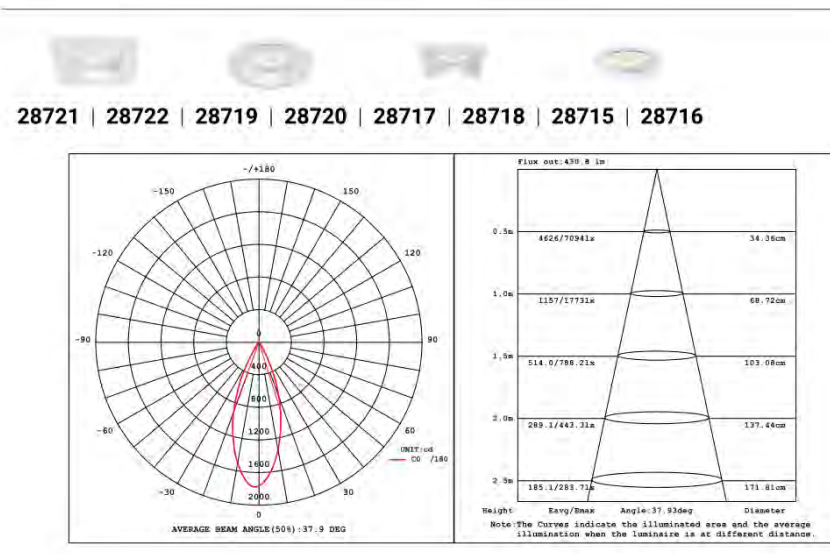 28721 | 28722 | 28719 | 28720 | 28717 | 28718 | 28715 | 28716
-/+180
-150
150
-120
120
-90
90
-60
60
-30
30
0
0
400
800
1200
1600
2000
UNIT:cd
C0 /180
AVERAGE BEAM ANGLE(50%):37.9 DEG
Flux out:430.8 lm
0.5m 4626/7094lx 34.36cm
1.0m 1157/1773lx 68.72cm
1.5m 514.0/788.2lx 103.08cm
2.0m 289.1/443.3lx 137.44cm
2.5m 185.1/283.7lx 171.81cm
Height Eavg/Emax Angle:37.93deg Diameter
Note:The Curves indicate the illuminated area and the average
illumination when the luminaire is at different distance.